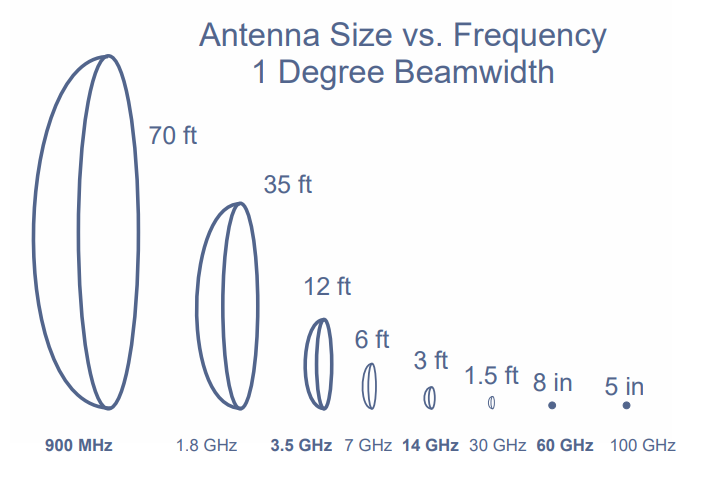 Antenna Size vs. Frequency
1 Degree Beamwidth
70 ft
35 ft
12 ft
6 ft
3 ft
1.5 ft
8 in
5 in
900 MHz
1.8 GHz
3.5 GHz
7 GHz
14 GHz
30 GHz
60 GHz
100 GHz